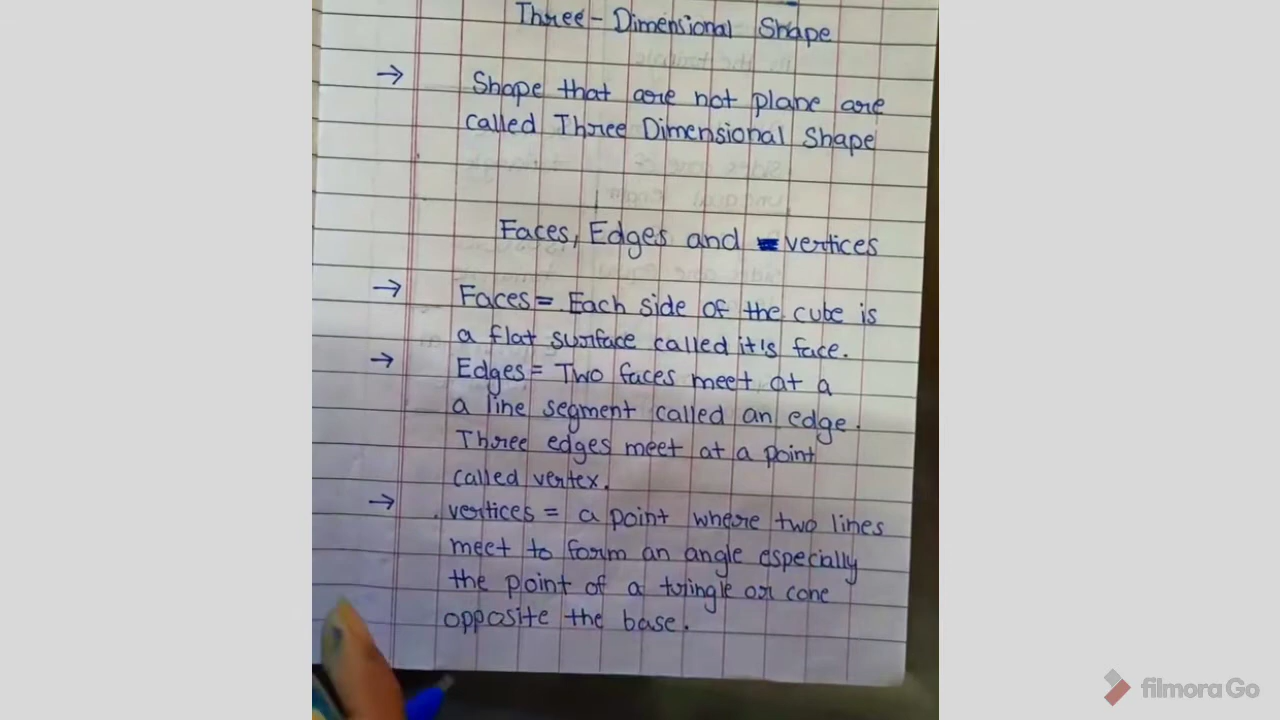 Three - Dimensional Shape
→ Shape that are not plane are
called Three Dimensional Shape
Faces, Edges and vertices
→ Faces = Each side of the cube is
a flat surface called it's face.
→ Edges = Two faces meet at a
a line segment called an edge.
Three edges meet at a point
called vertex.
→ vertices = a point where two lines
meet to form an angle especially
the point of a tringle or cone
opposite the base.
filmora Go